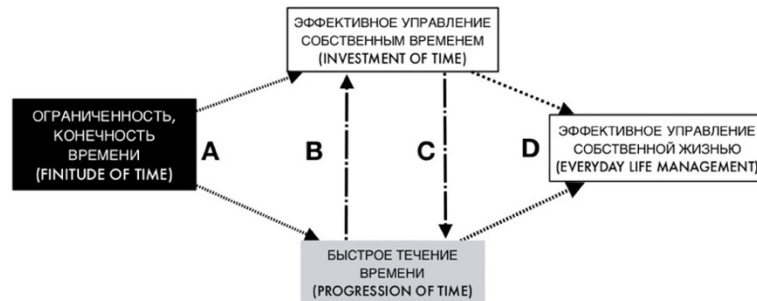 ЭФФЕКТИВНОЕ УПРАВЛЕНИЕ
СОБСТВЕННЫМ ВРЕМЕНЕМ
(INVESTMENT OF TIME)
ОГРАНИЧЕННОСТЬ,
КОНЕЧНОСТЬ
ВРЕМЕНИ
(FINITUDE OF TIME)
A
B
C
D
ЭФФЕКТИВНОЕ УПРАВЛЕНИЕ
СОБСТВЕННОЙ ЖИЗНЬЮ
(EVERYDAY LIFE MANAGEMENT)
БЫСТРОЕ ТЕЧЕНИЕ
ВРЕМЕНИ
(PROGRESSION OF TIME)